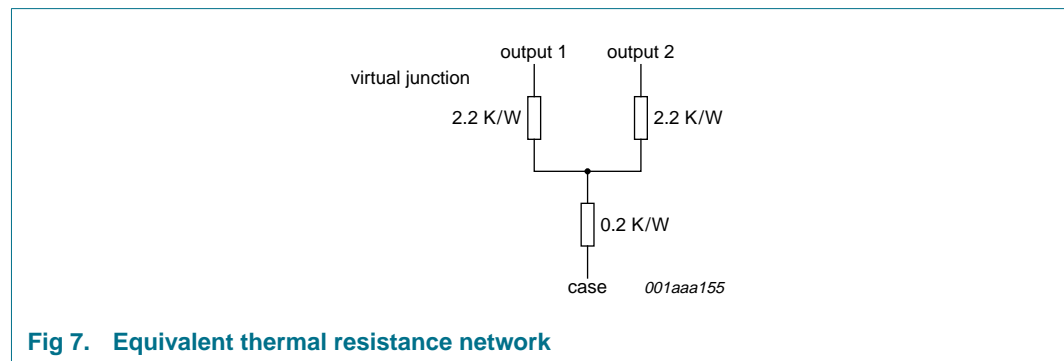 output 1 output 2
virtual junction
2.2 K/W 2.2 K/W
0.2 K/W
case 001aaa155
Fig 7. Equivalent thermal resistance network